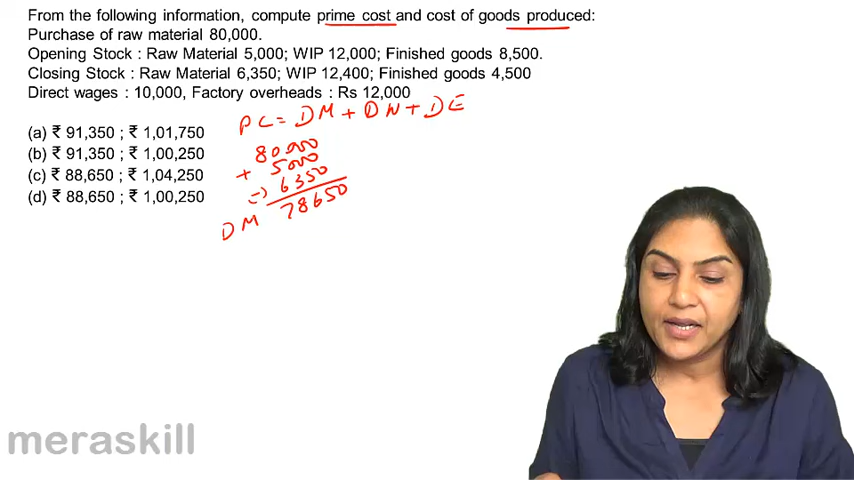 From the following information, compute prime cost and cost of goods produced:
Purchase of raw material 80,000.
Opening Stock : Raw Material 5,000; WIP 12,000; Finished goods 8,500.
Closing Stock : Raw Material 6,350; WIP 12,400; Finished goods 4,500
Direct wages : 10,000, Factory overheads : Rs 12,000
PC = DM + DW + DE
(a) ₹ 91,350 ; ₹ 1,01,750
(b) ₹ 91,350 ; ₹ 1,00,250
(c) ₹ 88,650 ; ₹ 1,04,250
(d) ₹ 88,650 ; ₹ 1,00,250
80,000
+ 5000
(-) 6350
DM 78650
meraskill